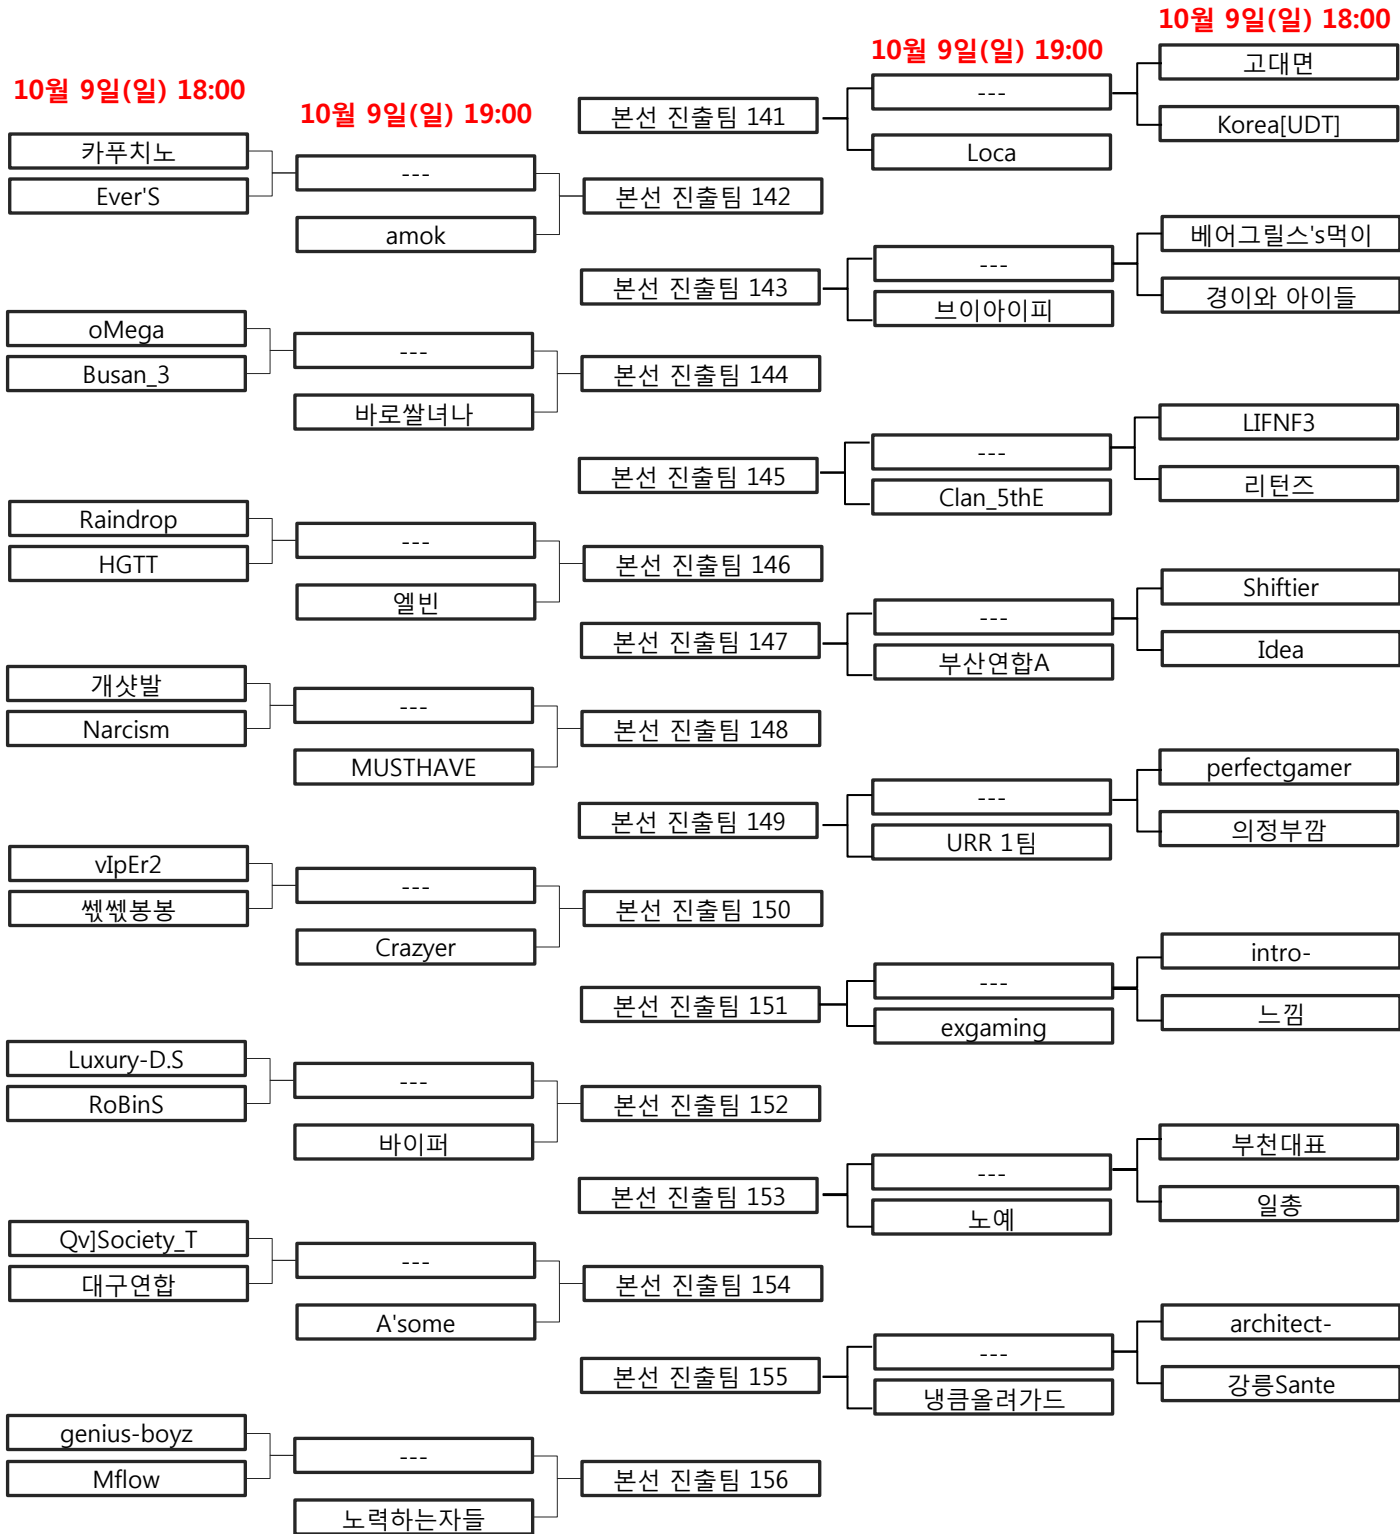 10월 9일(일) 18:00
10월 9일(일) 19:00
10월 9일(일) 19:00
10월 9일(일) 18:00
카푸치노
Ever'S
---
amok
본선 진출팀 142
oMega
Busan_3
---
바로쌀녀나
본선 진출팀 144
Raindrop
HGTT
---
엘빈
본선 진출팀 146
개샷발
Narcism
---
MUSTHAVE
본선 진출팀 148
vIpEr2
쎇쎇봉봉
---
Crazyer
본선 진출팀 150
Luxury-D.S
RoBinS
---
바이퍼
본선 진출팀 152
Qv]Society_T
대구연합
---
A'some
본선 진출팀 154
genius-boyz
Mflow
---
노력하는자들
본선 진출팀 156
본선 진출팀 141
---
Loca
고대면
Korea[UDT]
본선 진출팀 143
---
브이아이피
베어그릴스's먹이
경이와 아이들
본선 진출팀 145
---
Clan_5thE
LIFNF3
리턴즈
본선 진출팀 147
---
부산연합A
Shiftier
Idea
본선 진출팀 149
---
URR 1팀
perfectgamer
의정부깜
본선 진출팀 151
---
exgaming
intro-
느낌
본선 진출팀 153
---
노예
부천대표
일총
본선 진출팀 155
---
냉큼올려가드
architect-
강릉Sante